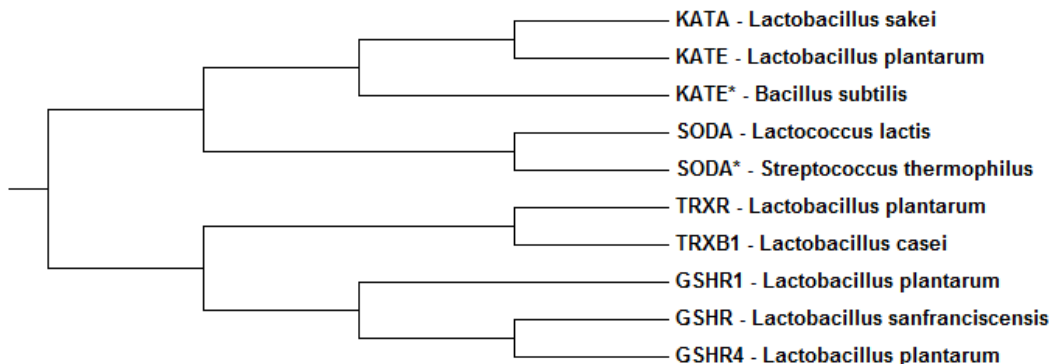 KATA - Lactobacillus sakei
KATE - Lactobacillus plantarum
KATE* - Bacillus subtilis
SODA - Lactococcus lactis
SODA* - Streptococcus thermophilus
TRXR - Lactobacillus plantarum
TRXB1 - Lactobacillus casei
GSHR1 - Lactobacillus plantarum
GSHR - Lactobacillus sanfranciscensis
GSHR4 - Lactobacillus plantarum